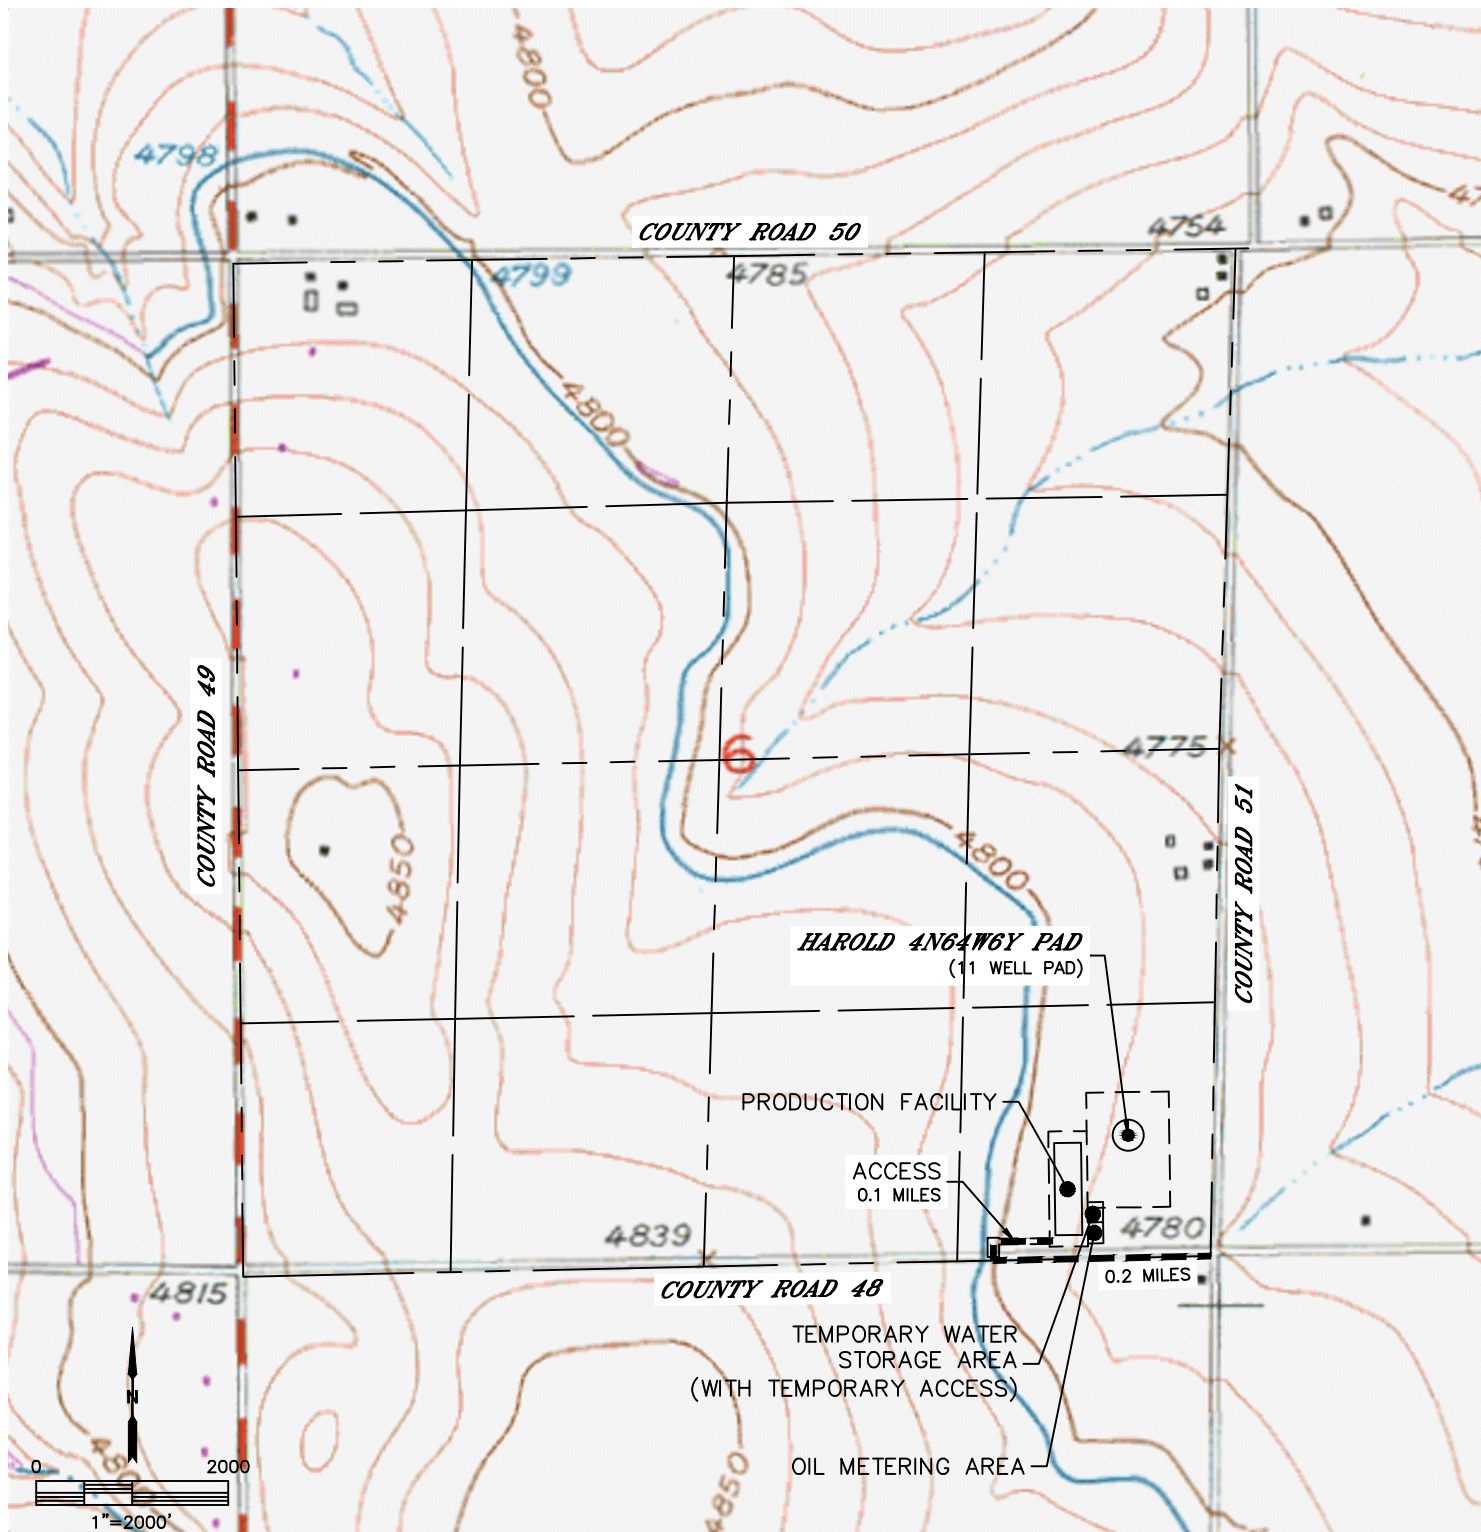 4800
4798
COUNTY ROAD 50
4754
47
4799
4785
4800
COUNTY ROAD 49
6
4775
COUNTY ROAD 51
4850
4800
HAROLD 4N64W6Y PAD
(11 WELL PAD)
PRODUCTION FACILITY
ACCESS
0.1 MILES
4839
4780
0.2 MILES
COUNTY ROAD 48
4815
TEMPORARY WATER
STORAGE AREA
(WITH TEMPORARY ACCESS)
N
OIL METERING AREA
4800
4850
0 2000
1"=2000'